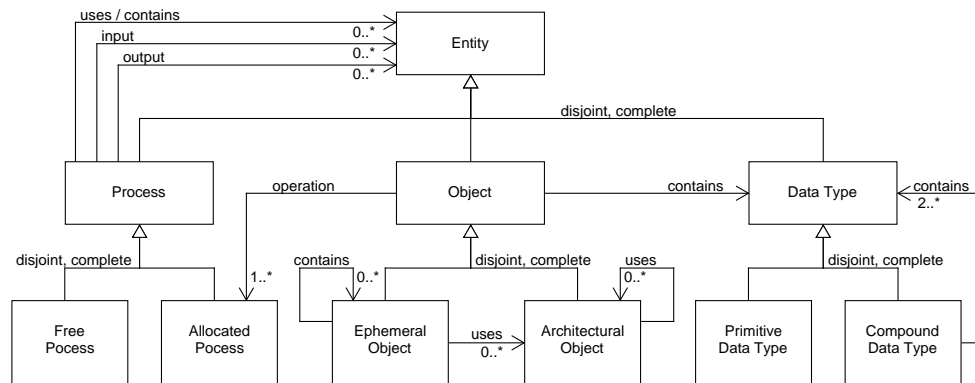 uses / contains
0..*
input
0..*
output
0..*
Entity
disjoint, complete
Process
operation
Object
contains
Data Type
contains
2..*
disjoint, complete
1..*
contains
0..*
disjoint, complete
uses
0..*
disjoint, complete
Free
Pocess
Allocated
Pocess
Ephemeral
Object
uses
0..*
Architectural
Object
Primitive
Data Type
Compound
Data Type